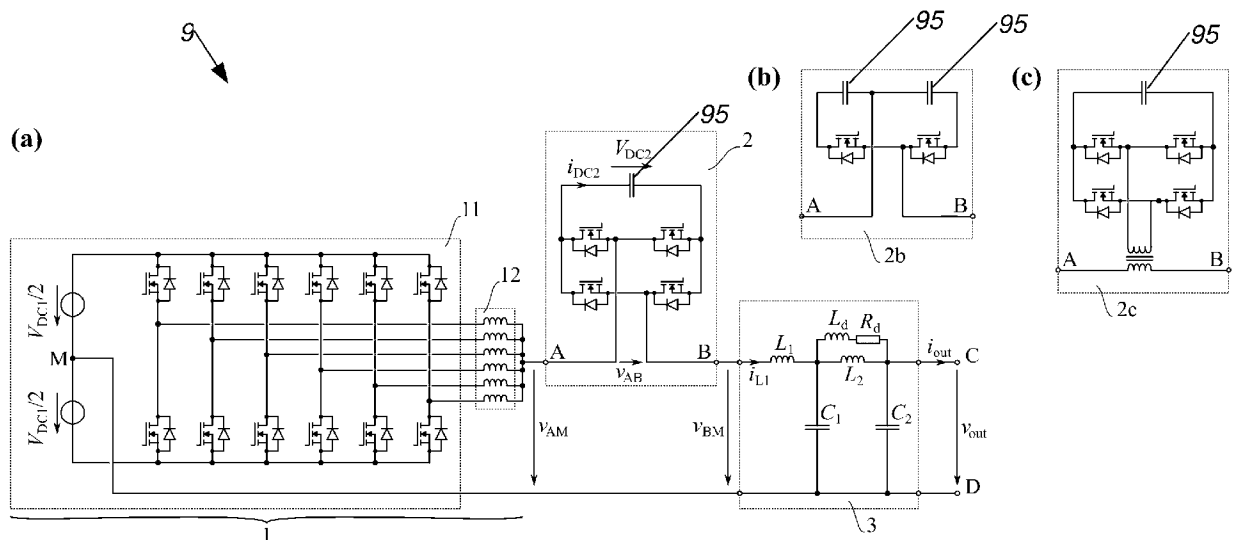 9
95
95
95
(b)
(c)
(a)
95
2
V_DC2
i_DC2
11
A
B
2b
A
B
2c
12
V_DC1/2
M
V_DC1/2
A
B
v_AB
v_AM
v_BM
i_L1
L_1
L_d
R_d
L_2
i_out
C
C_1
C_2
v_out
D
3
1